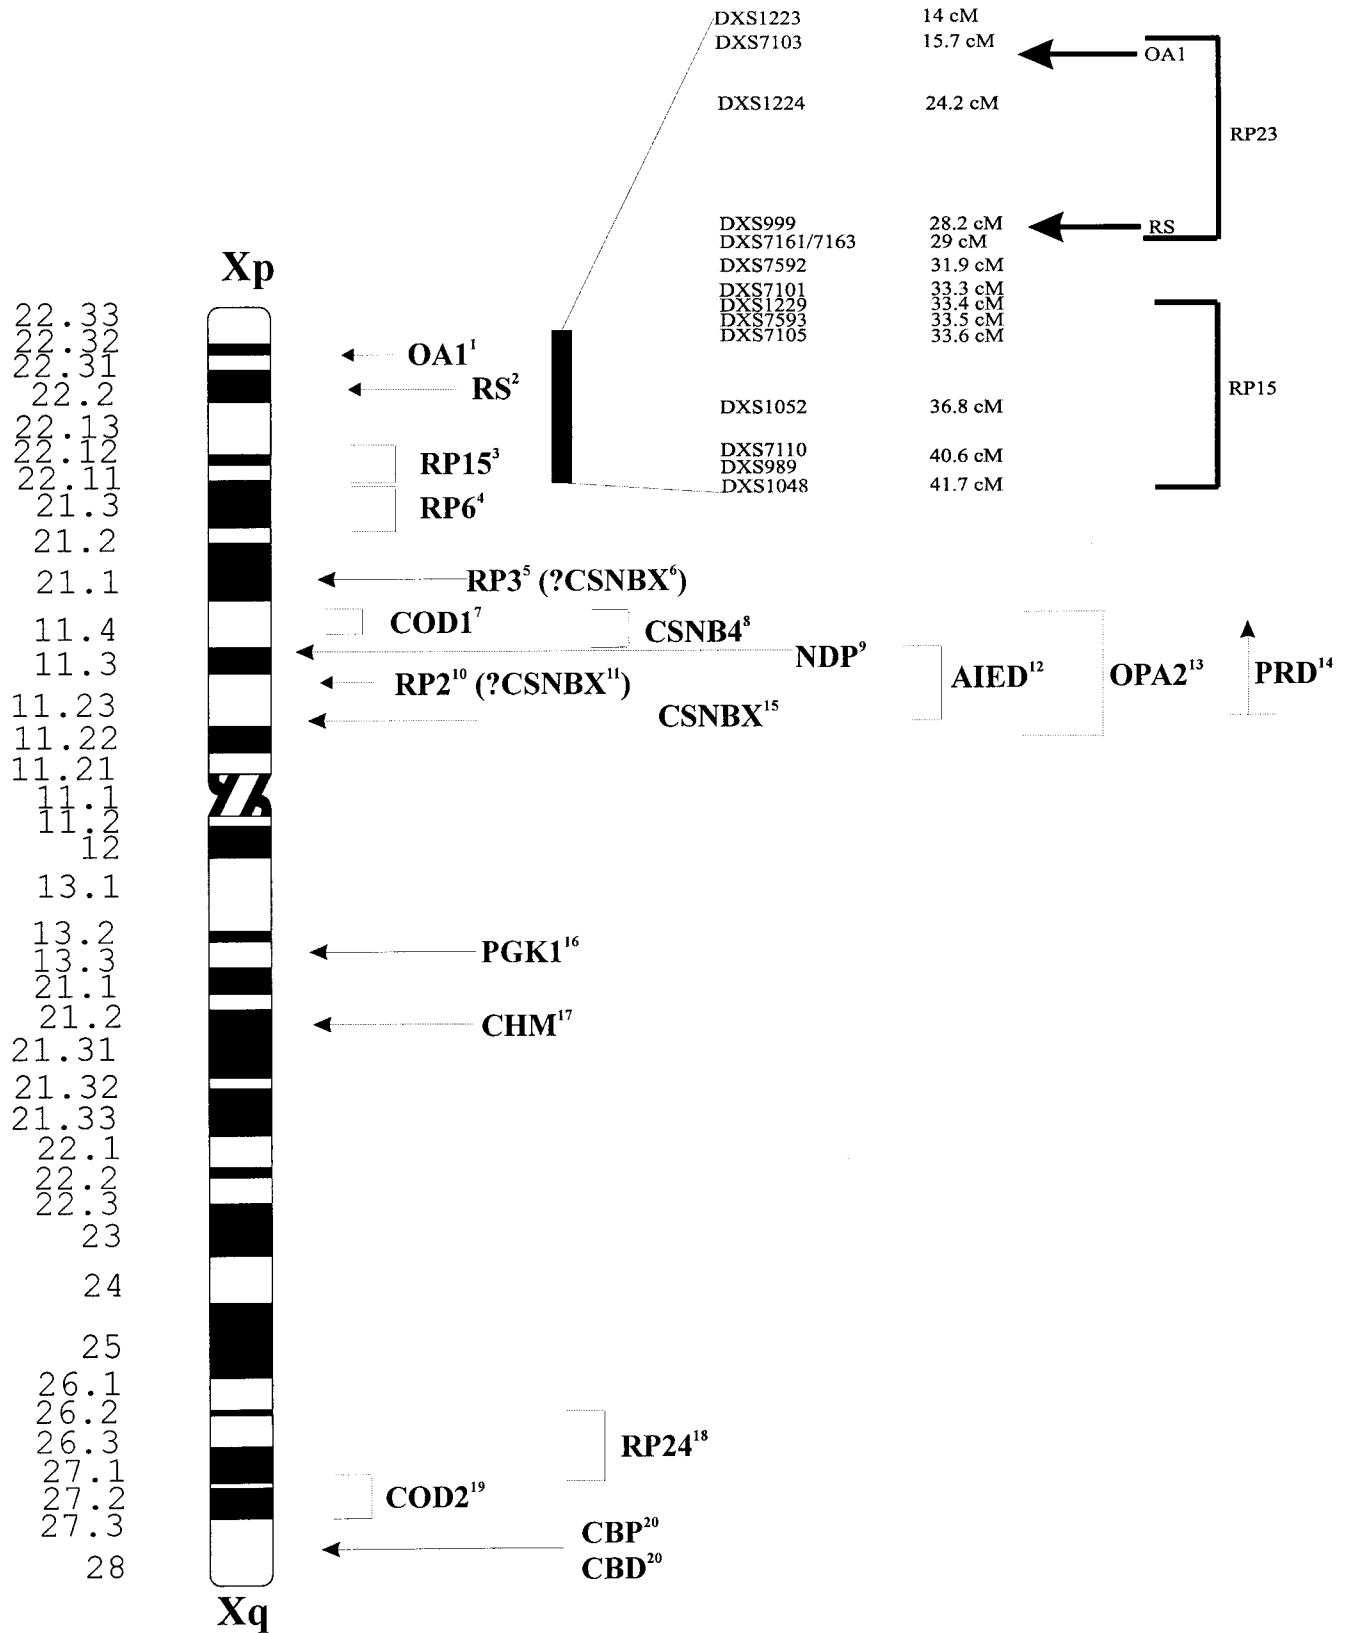 DXS1223 14 cM
DXS7103 15.7 cM
OA1
DXS1224 24.2 cM
RP23
DXS999 28.2 cM
RS
DXS7161/7163 29 cM
DXS7592 31.9 cM
DXS7101 33.3 cM
DXS1229 33.4 cM
DXS7593 33.5 cM
DXS7105 33.6 cM
RP15
DXS1052 36.8 cM
DXS7110 40.6 cM
DXS989
DXS1048 41.7 cM
Xp
22.33
22.32
22.31
22.2
22.13
22.12
22.11
21.3
21.2
21.1
11.4
11.3
11.23
11.22
11.21
11.1
11.2
12
13.1
13.2
13.3
21.1
21.2
21.31
21.32
21.33
22.1
22.2
22.3
23
24
25
26.1
26.2
26.3
27.1
27.2
27.3
28
Xq
OA1¹
RS²
RP15³
RP6⁴
RP3⁵ (?CSNBX⁶)
COD1⁷
CSNB4⁸
NDP⁹
RP2¹⁰ (?CSNBX¹¹)
AIED¹²
OPA2¹³
PRD¹⁴
CSNBX¹⁵
PGK1¹⁶
CHM¹⁷
RP24¹⁸
COD2¹⁹
CBP²⁰
CBD²⁰